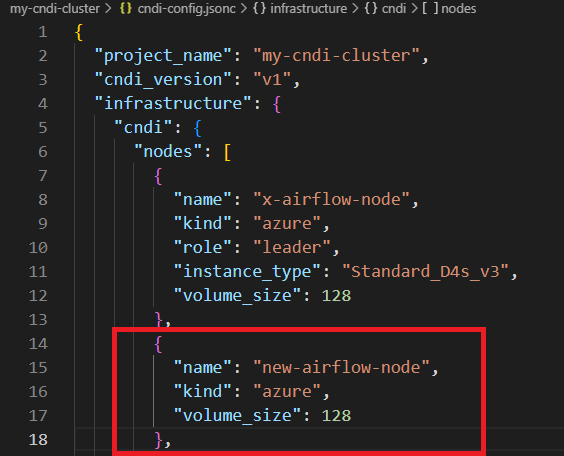 my-cndi-cluster > cndi-config.jsonc > {} infrastructure > {} cndi > [ ] nodes
1 {
2 "project_name": "my-cndi-cluster",
3 "cndi_version": "v1",
4 "infrastructure": {
5 "cndi": {
6 "nodes": [
7 {
8 "name": "x-airflow-node",
9 "kind": "azure",
10 "role": "leader",
11 "instance_type": "Standard_D4s_v3",
12 "volume_size": 128
13 },
14 {
15 "name": "new-airflow-node",
16 "kind": "azure",
17 "volume_size": 128
18 },